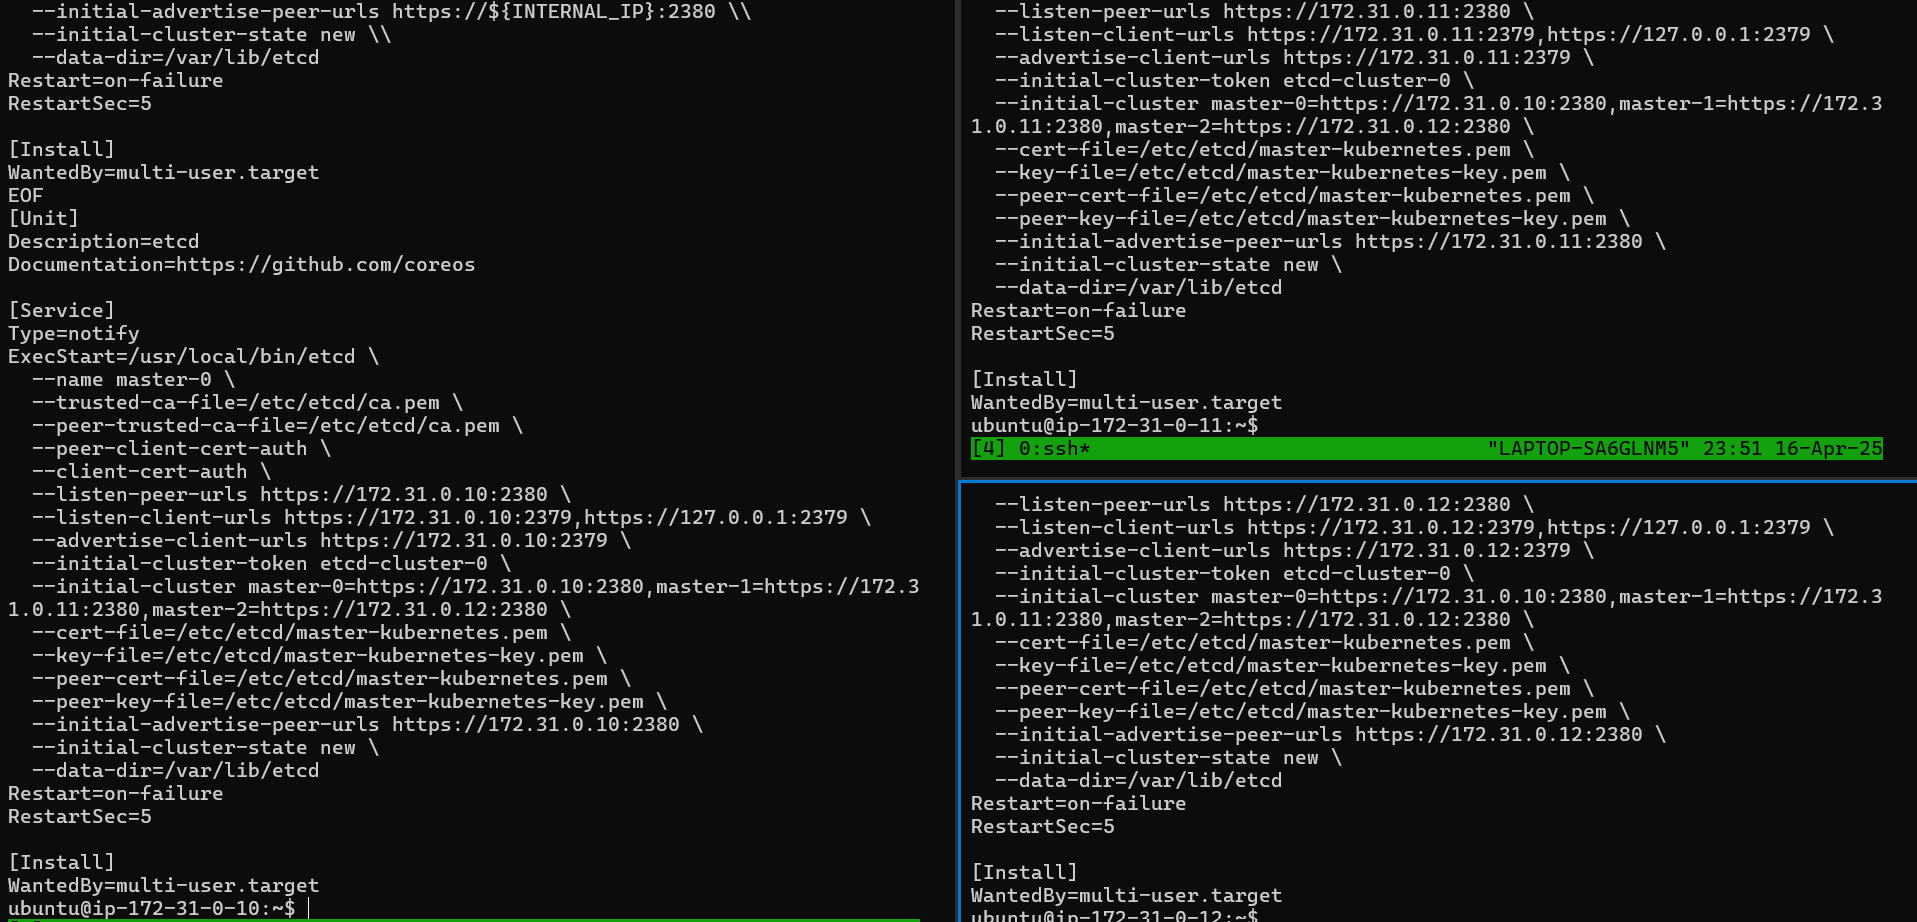 --initial-advertise-peer-urls https://${INTERNAL_IP}:2380 \\
  --initial-cluster-state new \\
  --data-dir=/var/lib/etcd
Restart=on-failure
RestartSec=5

[Install]
WantedBy=multi-user.target
EOF
[Unit]
Description=etcd
Documentation=https://github.com/coreos

[Service]
Type=notify
ExecStart=/usr/local/bin/etcd \
  --name master-0 \
  --trusted-ca-file=/etc/etcd/ca.pem \
  --peer-trusted-ca-file=/etc/etcd/ca.pem \
  --peer-client-cert-auth \
  --client-cert-auth \
  --listen-peer-urls https://172.31.0.10:2380 \
  --listen-client-urls https://172.31.0.10:2379,https://127.0.0.1:2379 \
  --advertise-client-urls https://172.31.0.10:2379 \
  --initial-cluster-token etcd-cluster-0 \
  --initial-cluster master-0=https://172.31.0.10:2380,master-1=https://172.3
1.0.11:2380,master-2=https://172.31.0.12:2380 \
  --cert-file=/etc/etcd/master-kubernetes.pem \
  --key-file=/etc/etcd/master-kubernetes-key.pem \
  --peer-cert-file=/etc/etcd/master-kubernetes.pem \
  --peer-key-file=/etc/etcd/master-kubernetes-key.pem \
  --initial-advertise-peer-urls https://172.31.0.10:2380 \
  --initial-cluster-state new \
  --data-dir=/var/lib/etcd
Restart=on-failure
RestartSec=5

[Install]
WantedBy=multi-user.target
ubuntu@ip-172-31-0-10:~$
  --listen-peer-urls https://172.31.0.11:2380 \
  --listen-client-urls https://172.31.0.11:2379,https://127.0.0.1:2379 \
  --advertise-client-urls https://172.31.0.11:2379 \
  --initial-cluster-token etcd-cluster-0 \
  --initial-cluster master-0=https://172.31.0.10:2380,master-1=https://172.3
1.0.11:2380,master-2=https://172.31.0.12:2380 \
  --cert-file=/etc/etcd/master-kubernetes.pem \
  --key-file=/etc/etcd/master-kubernetes-key.pem \
  --peer-cert-file=/etc/etcd/master-kubernetes.pem \
  --peer-key-file=/etc/etcd/master-kubernetes-key.pem \
  --initial-advertise-peer-urls https://172.31.0.11:2380 \
  --initial-cluster-state new \
  --data-dir=/var/lib/etcd
Restart=on-failure
RestartSec=5

[Install]
WantedBy=multi-user.target
ubuntu@ip-172-31-0-11:~$
[4] 0:ssh* "LAPTOP-SA6GLNM5" 23:51 16-Apr-25
  --listen-peer-urls https://172.31.0.12:2380 \
  --listen-client-urls https://172.31.0.12:2379,https://127.0.0.1:2379 \
  --advertise-client-urls https://172.31.0.12:2379 \
  --initial-cluster-token etcd-cluster-0 \
  --initial-cluster master-0=https://172.31.0.10:2380,master-1=https://172.3
1.0.11:2380,master-2=https://172.31.0.12:2380 \
  --cert-file=/etc/etcd/master-kubernetes.pem \
  --key-file=/etc/etcd/master-kubernetes-key.pem \
  --peer-cert-file=/etc/etcd/master-kubernetes.pem \
  --peer-key-file=/etc/etcd/master-kubernetes-key.pem \
  --initial-advertise-peer-urls https://172.31.0.12:2380 \
  --initial-cluster-state new \
  --data-dir=/var/lib/etcd
Restart=on-failure
RestartSec=5

[Install]
WantedBy=multi-user.target
ubuntu@ip-172-31-0-12:~$